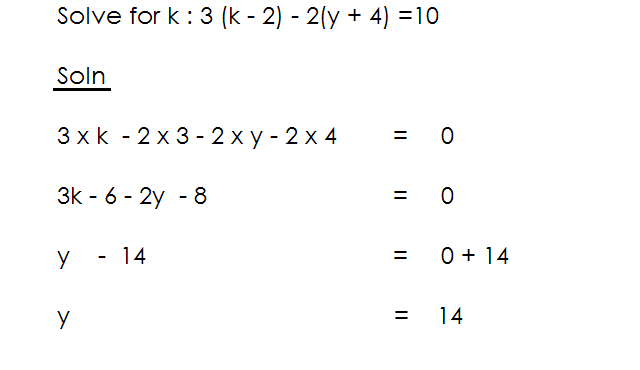 Solve for k : 3 (k - 2) - 2(y + 4) =10
Soln
3 x k - 2 x 3 - 2 x y - 2 x 4 = 0
3k - 6 - 2y - 8 = 0
y - 14 = 0 + 14
y = 14